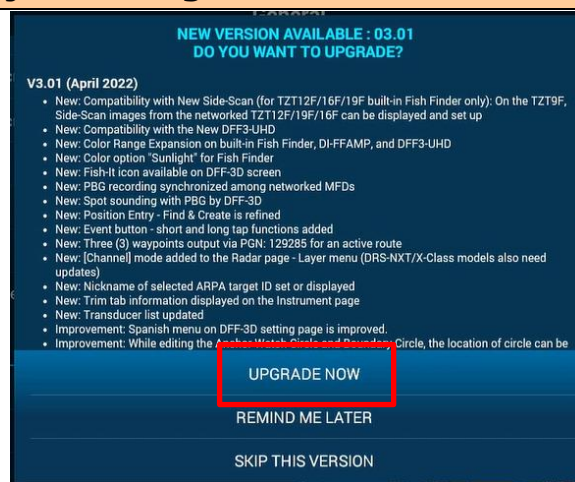 General
NEW VERSION AVAILABLE : 03.01
DO YOU WANT TO UPGRADE?
V3.01 (April 2022)
• New: Compatibility with New Side-Scan (for TZT12F/16F/19F built-in Fish Finder only): On the TZT9F,
Side-Scan images from the networked TZT12F/19F/16F can be displayed and set up
• New: Compatibility with the New DFF3-UHD
• New: Color Range Expansion on built-in Fish Finder, DI-FFAMP, and DFF3-UHD
• New: Color option "Sunlight" for Fish Finder
• New: Fish-It icon available on DFF-3D screen
• New: PBG recording synchronized among networked MFDs
• New: Spot sounding with PBG by DFF-3D
• New: Position Entry - Find & Create is refined
• New: Event button - short and long tap functions added
• New: Three (3) waypoints output via PGN: 129285 for an active route
• New: [Channel] mode added to the Radar page - Layer menu (DRS-NXT/X-Class models also need
updates)
• New: Nickname of selected ARPA target ID set or displayed
• New: Trim tab information displayed on the Instrument page
• New: Transducer list updated
• Improvement: Spanish menu on DFF-3D setting page is improved.
• Improvement: While editing the Anchor Watch Circle and Boundary Circle, the location of circle can be
UPGRADE NOW
REMIND ME LATER
SKIP THIS VERSION